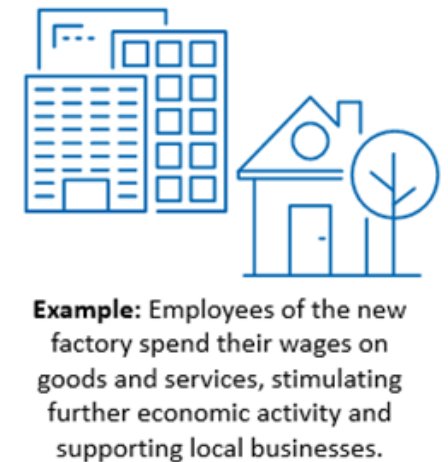 Example: Employees of the new
factory spend their wages on
goods and services, stimulating
further economic activity and
supporting local businesses.